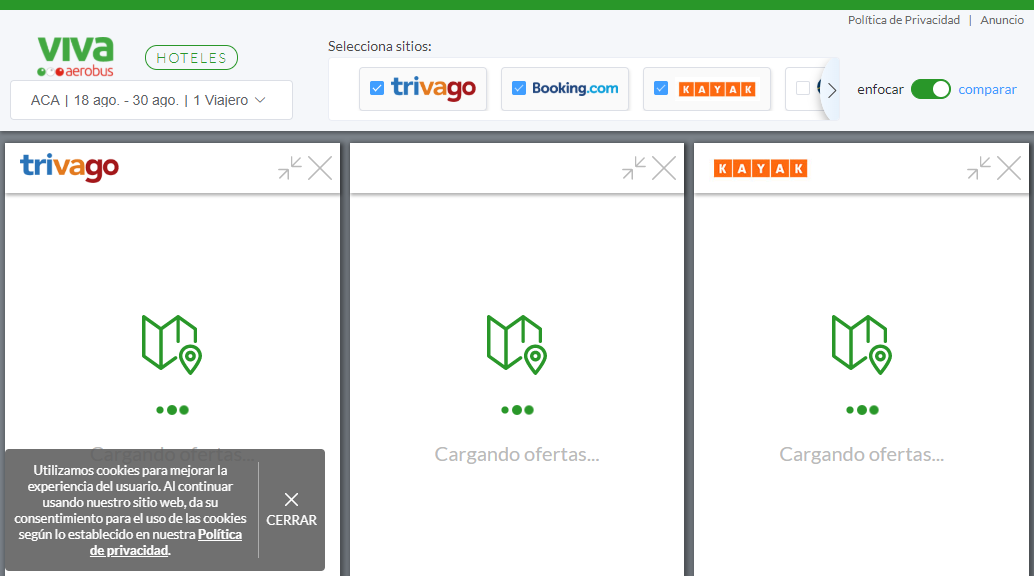 Política de Privacidad | Anuncio
viva
aerobus
HOTELES
Selecciona sitios:
ACA | 18 ago. - 30 ago. | 1 Viajero
trivago
Booking.com
KAYAK
enfocar
comparar
trivago
KAYAK
Cargando ofertas...
Cargando ofertas...
Cargando ofertas...
Utilizamos cookies para mejorar la
experiencia del usuario. Al continuar
usando nuestro sitio web, da su
consentimiento para el uso de las cookies
según lo establecido en nuestra Política
de privacidad.
CERRAR